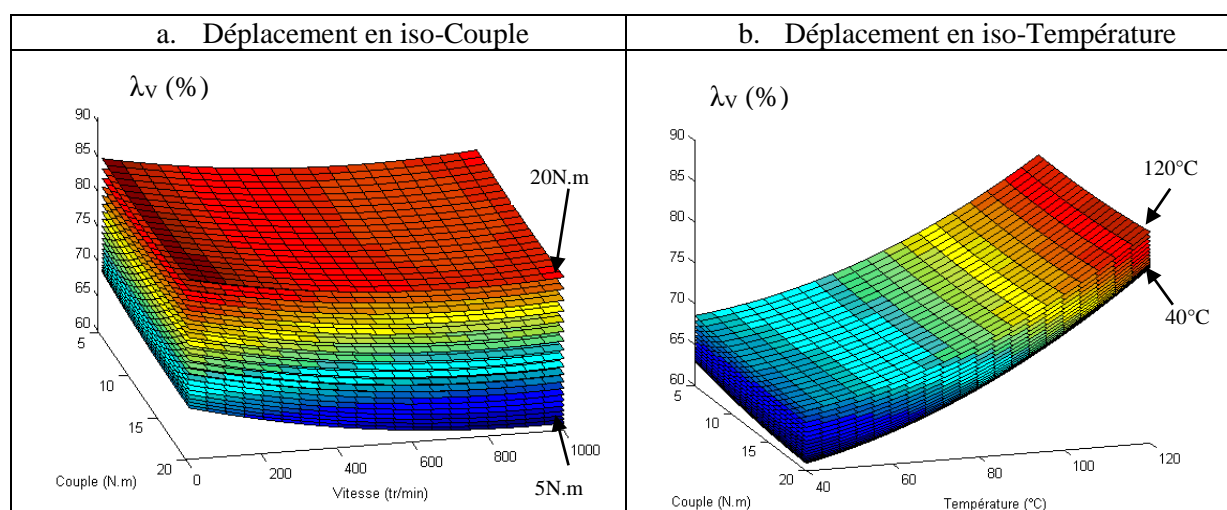 a. Déplacement en iso-Couple
b. Déplacement en iso-Température
λV (%)
90
85
80
75
70
65
60
5
10
15
20
0
200
400
600
800
1000
Couple (N.m)
Vitesse (tr/min)
20N.m
5N.m
λV (%)
90
85
80
75
70
65
60
5
10
15
20
40
60
80
100
120
Couple (N.m)
Température (°C)
120°C
40°C